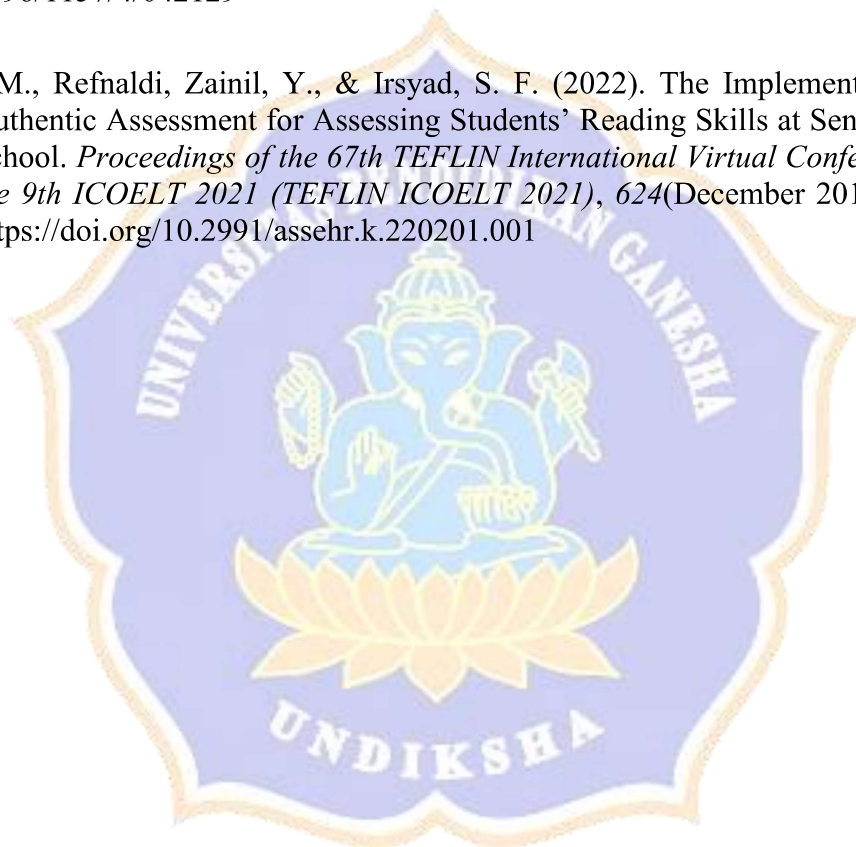 M., Refnaldi, Zainil, Y., & Irsyad, S. F. (2022). The Implement
uthentic Assessment for Assessing Students’ Reading Skills at Sen
chool. Proceedings of the 67th TEFLIN International Virtual Confe
e 9th ICOELT 2021 (TEFLIN ICOELT 2021), 624(December 201
tps://doi.org/10.2991/assehr.k.220201.001
UNIVERSITAS PENDIDIKAN GANESHA
UNDIKSHA